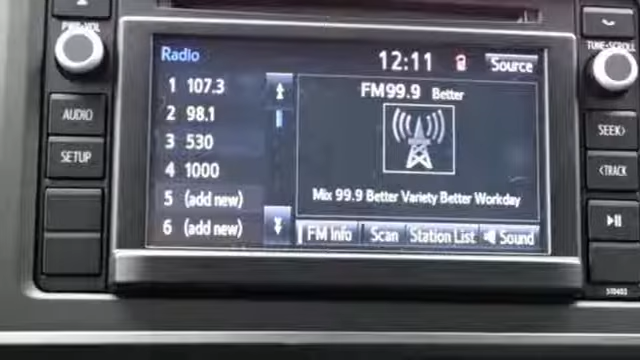 PWR•VOL
AUDIO
SETUP
Radio
12:11
Source
1 107.3
2 98.1
3 530
4 1000
5 (add new)
6 (add new)
FM99.9 Better
Mix 99.9 Better Variety Better Workday
FM Info
Scan
Station List
Sound
TUNE•SCROLL
SEEK>
<TRACK